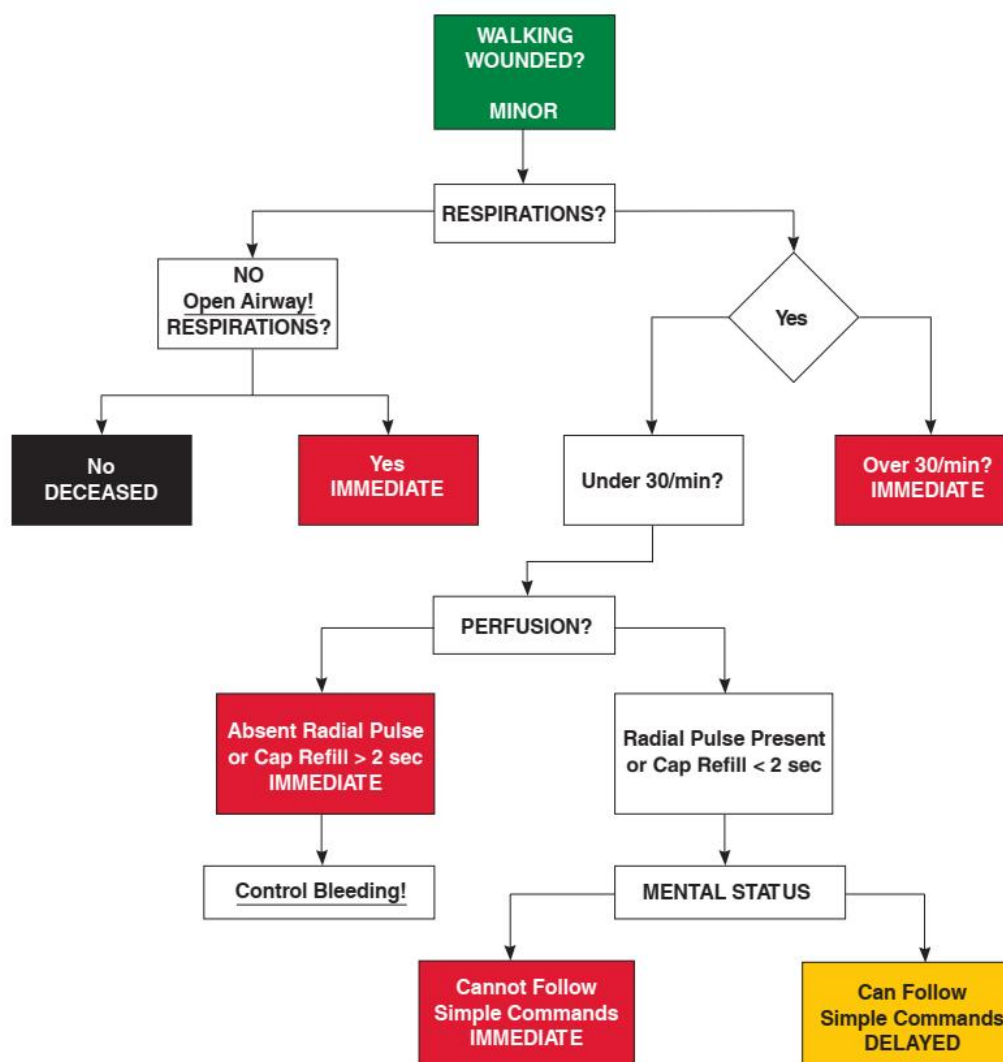 WALKING
WOUNDED?
MINOR
RESPIRATIONS?
NO
Open Airway!
RESPIRATIONS?
Yes
No
DECEASED
Yes
IMMEDIATE
Under 30/min?
Over 30/min?
IMMEDIATE
PERFUSION?
Absent Radial Pulse
or Cap Refill > 2 sec
IMMEDIATE
Radial Pulse Present
or Cap Refill < 2 sec
Control Bleeding!
MENTAL STATUS
Cannot Follow
Simple Commands
IMMEDIATE
Can Follow
Simple Commands
DELAYED